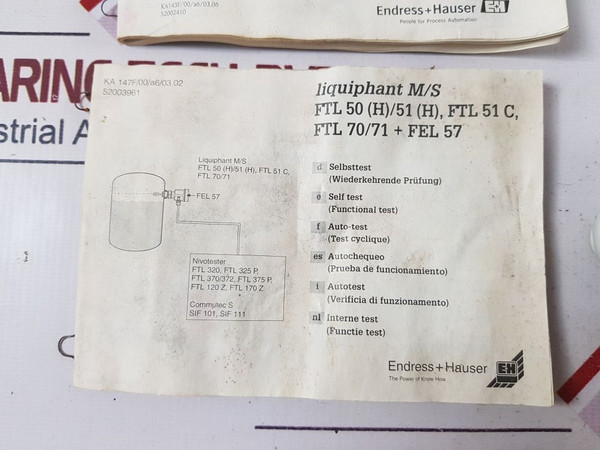 KA143F/00/a6/03.06
52002410
Endress+Hauser EH
People for Process Automation
ARING
strial A
KA 147F/00/a6/03.02
52003961
liquiphant M/S
FTL 50 (H)/51 (H), FTL 51 C,
FTL 70/71 + FEL 57
Liquiphant M/S
FTL 50 (H)/51 (H), FTL 51 C,
FTL 70/71
FEL 57
Nivotester
FTL 320, FTL 325 P,
FTL 370/372, FTL 375 P,
FTL 120 Z, FTL 170 Z
Commutec S
SIF 101, SIF 111
d Selbsttest
(Wiederkehrende Prüfung)
e Self test
(Functional test)
f Auto-test
(Test cyclique)
es Autochequeo
(Prueba de funcionamiento)
i Autotest
(Verificia di funzionamento)
nl Interne test
(Functie test)
Endress+Hauser EH
The Power of Know How